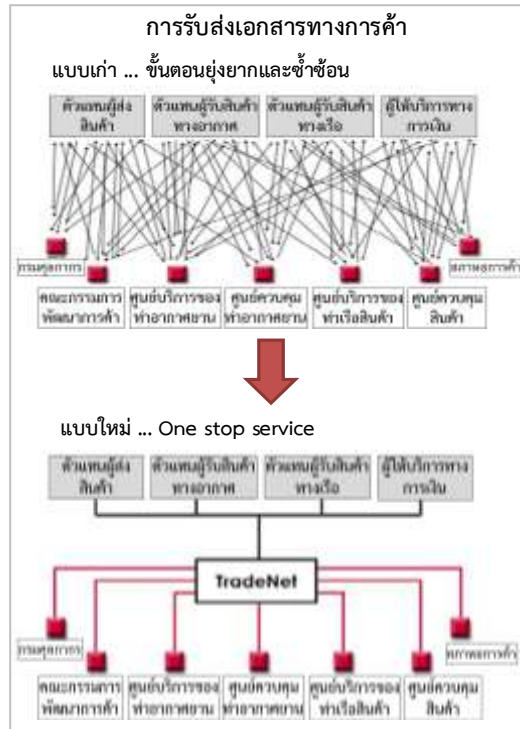 การรับส่งเอกสารทางการค้า
แบบเก่า ... ขั้นตอนยุ่งยากและซ้ำซ้อน
ตัวแทนผู้ส่ง
สินค้า
ตัวแทนผู้รับสินค้า
ทางอากาศ
ตัวแทนผู้รับสินค้า
ทางเรือ
ผู้ให้บริการทาง
การเงิน
กรมศุลกากร
สภาหอการค้า
คณะกรรมการ
พัฒนาการค้า
ศูนย์บริการของ
ท่าอากาศยาน
ศูนย์ควบคุม
ท่าอากาศยาน
ศูนย์บริการของ
ท่าเรือสินค้า
ศูนย์ควบคุม
สินค้า
แบบใหม่ ... One stop service
ตัวแทนผู้ส่ง
สินค้า
ตัวแทนผู้รับสินค้า
ทางอากาศ
ตัวแทนผู้รับสินค้า
ทางเรือ
ผู้ให้บริการทาง
การเงิน
TradeNet
กรมศุลกากร
สภาหอการค้า
คณะกรรมการ
พัฒนาการค้า
ศูนย์บริการของ
ท่าอากาศยาน
ศูนย์ควบคุม
ท่าอากาศยาน
ศูนย์บริการของ
ท่าเรือสินค้า
ศูนย์ควบคุม
สินค้า